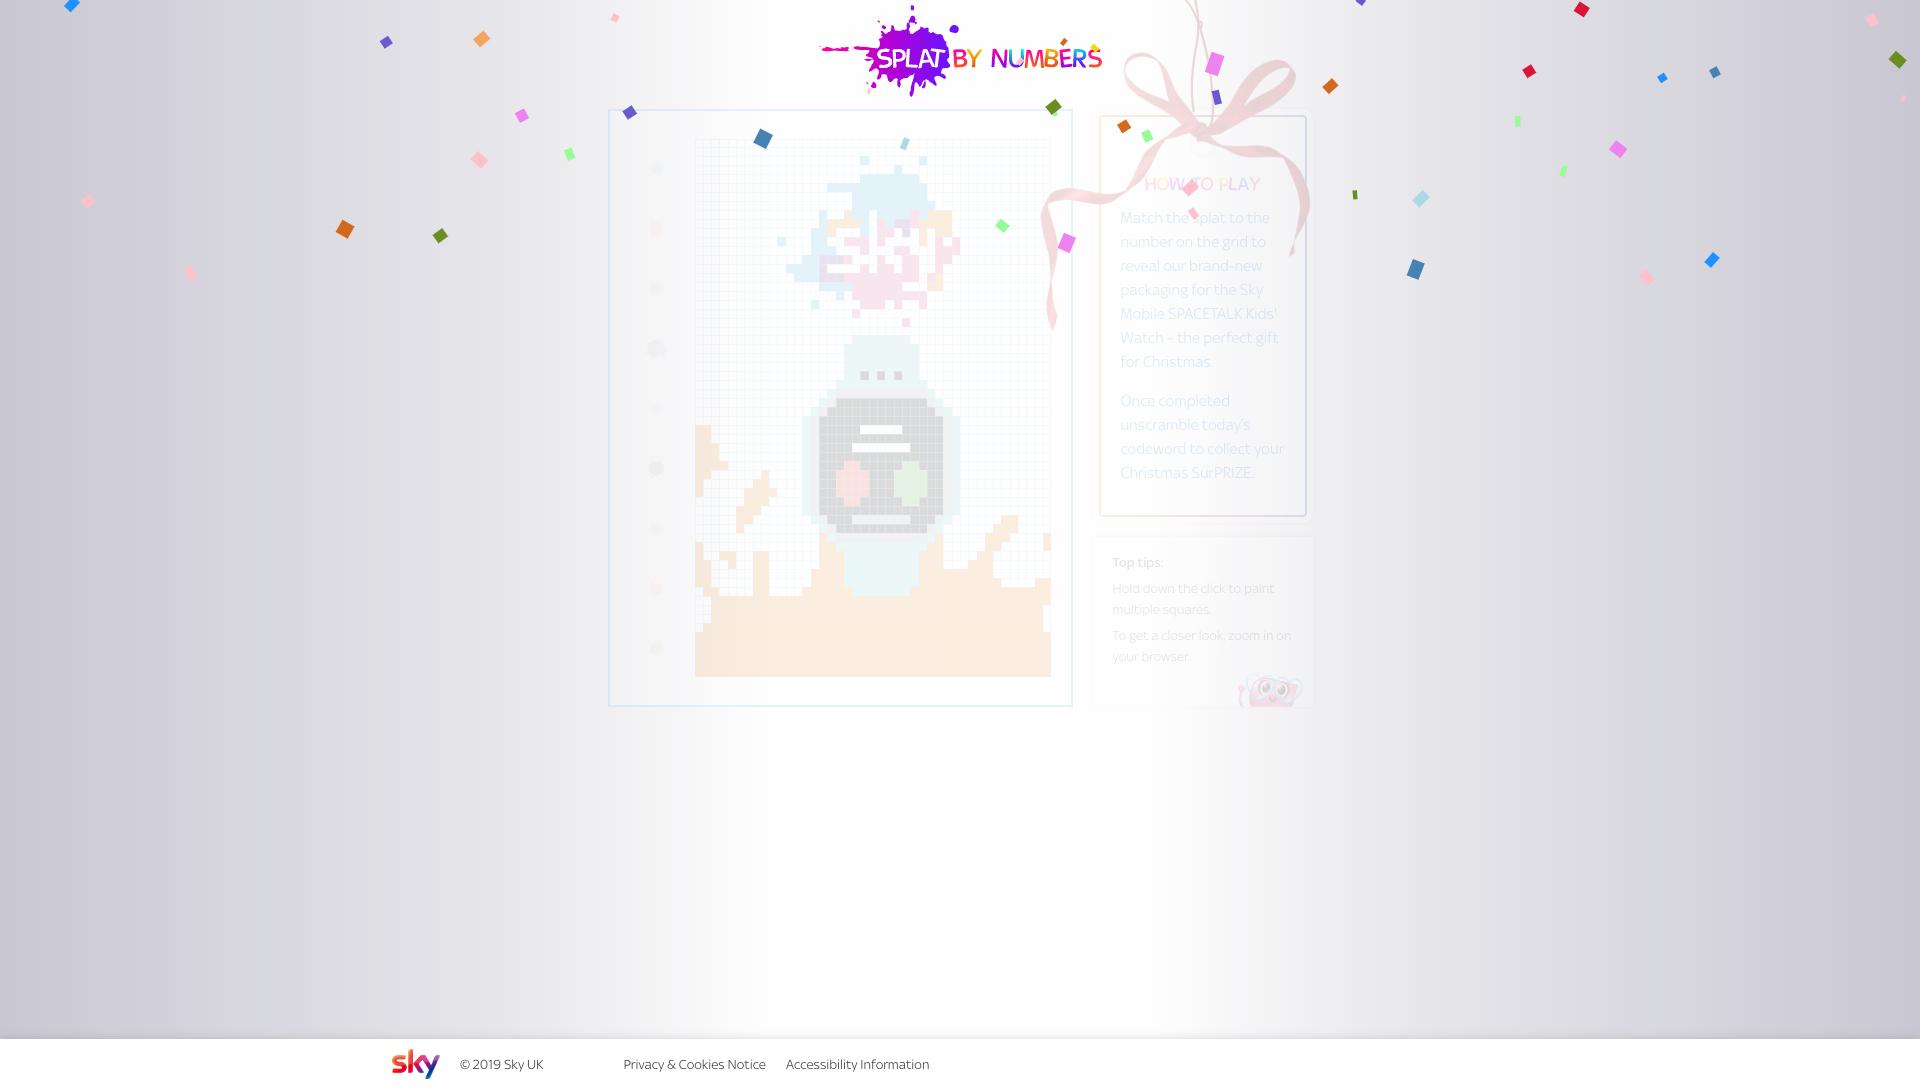 SPLAT BY NUMBERS
HOW TO PLAY
Match the splat to the
number on the grid to
reveal our brand-new
packaging for the Sky
Mobile SPACETALK Kids'
Watch – the perfect gift
for Christmas.
Once completed
unscramble today's
codeword to collect your
Christmas SurPRIZE.
Top tips:
Hold down the click to paint
multiple squares.
To get a closer look, zoom in on
your browser.
sky © 2019 Sky UK Privacy & Cookies Notice Accessibility Information